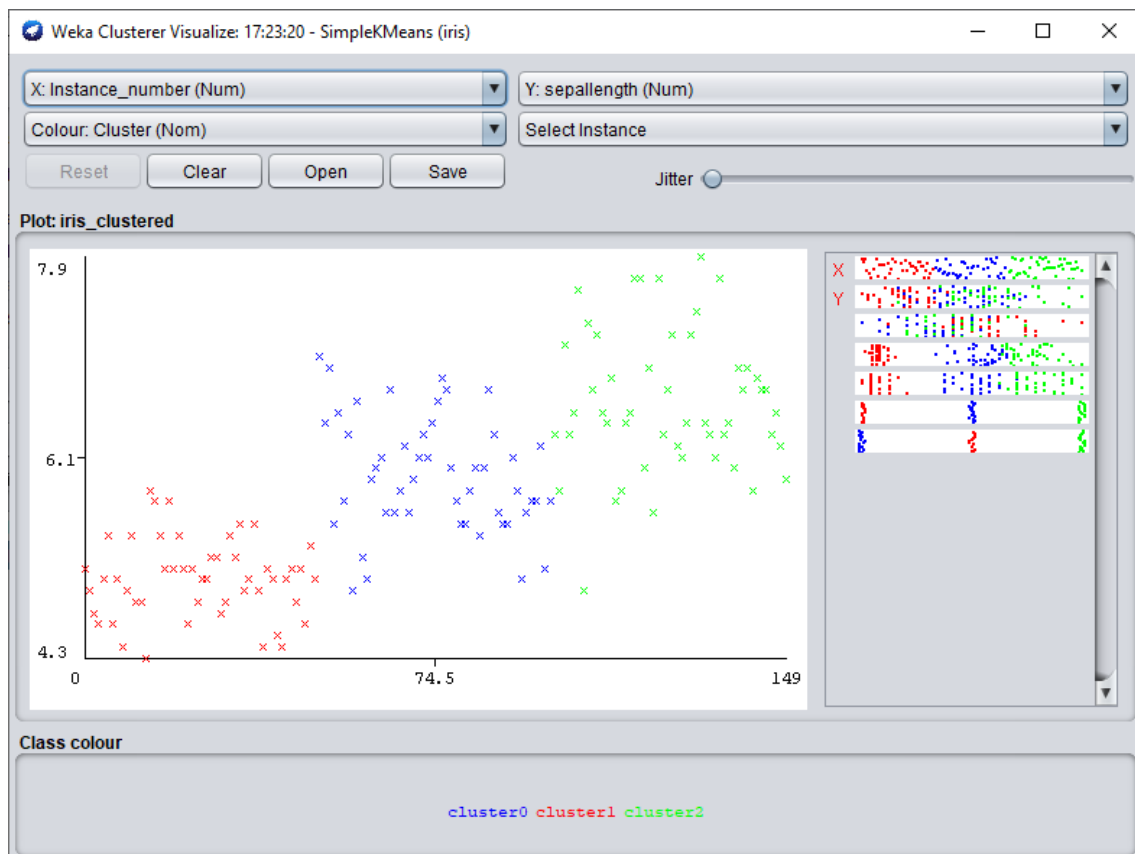 Weka Clusterer Visualize: 17:23:20 - SimpleKMeans (iris)
X: Instance_number (Num) Y: sepallength (Num)
Colour: Cluster (Nom) Select Instance
Reset Clear Open Save Jitter
Plot: iris_clustered
7.9
6.1
4.3
0 74.5 149
X
Y
Class colour
cluster0 cluster1 cluster2